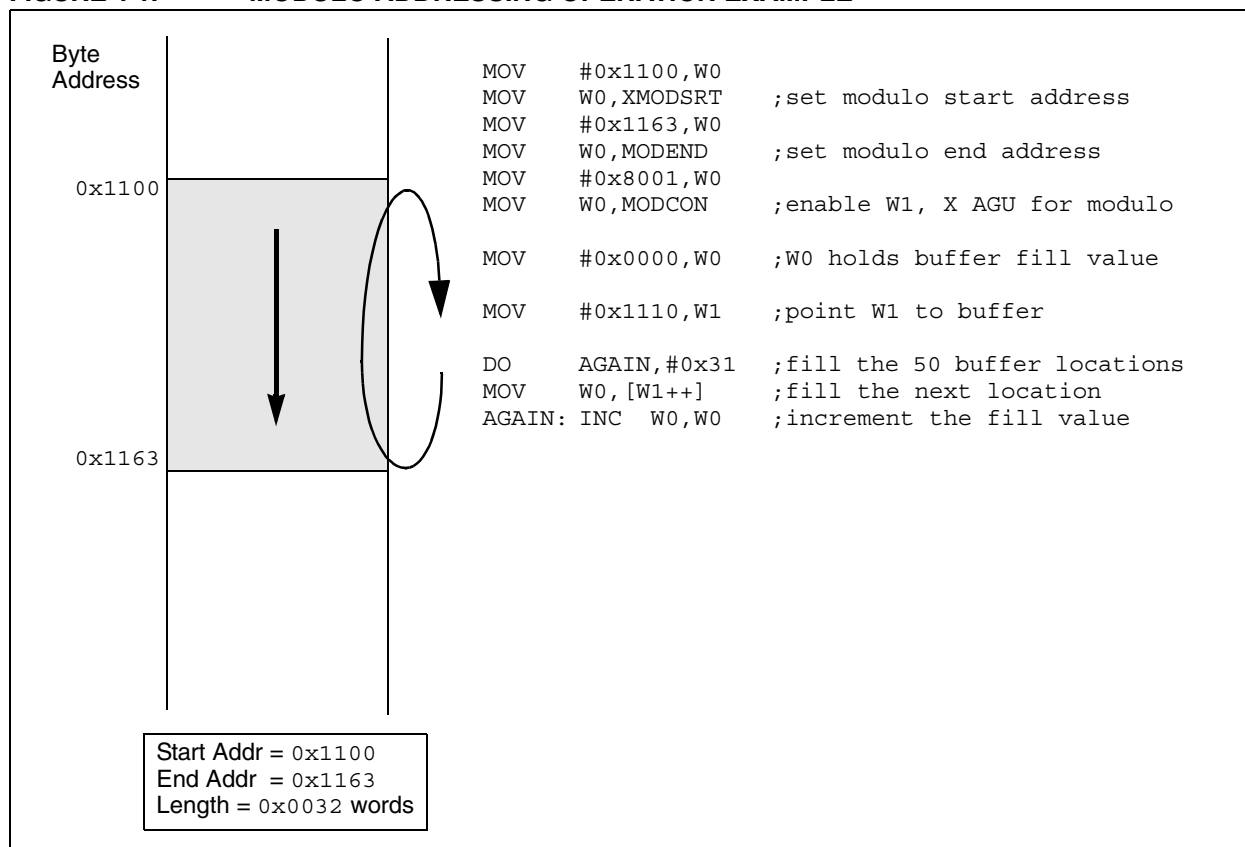 Byte
Address
0x1100
0x1163
MOV #0x1100,W0
MOV W0,XMODSRT ;set modulo start address
MOV #0x1163,W0
MOV W0,MODEND ;set modulo end address
MOV #0x8001,W0
MOV W0,MODCON ;enable W1, X AGU for modulo
MOV #0x0000,W0 ;W0 holds buffer fill value
MOV #0x1110,W1 ;point W1 to buffer
DO AGAIN,#0x31 ;fill the 50 buffer locations
MOV W0,[W1++] ;fill the next location
AGAIN: INC W0,W0 ;increment the fill value
Start Addr = 0x1100
End Addr = 0x1163
Length = 0x0032 words